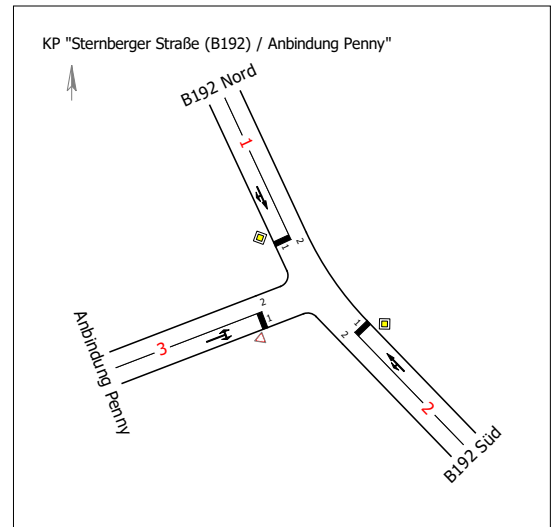 KP "Sternberger Straße (B192) / Anbindung Penny"
B192 Nord
1
1
2
Anbindung Penny
3
2
1
1
2
2
B192 Süd